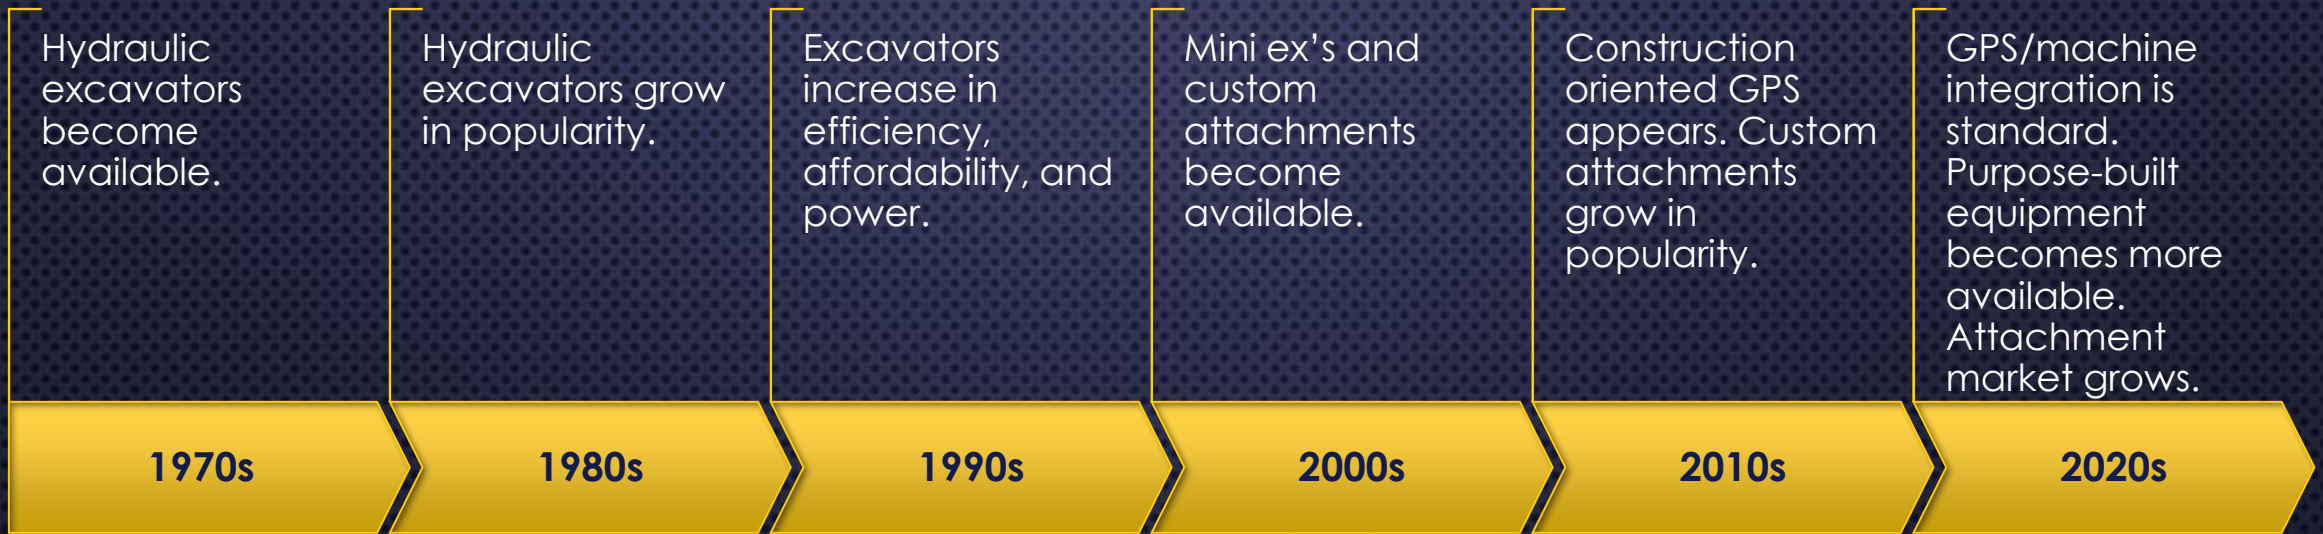 Hydraulic
excavators
become
available.
Hydraulic
excavators grow
in popularity.
Excavators
increase in
efficiency,
affordability, and
power.
Mini ex’s and
custom
attachments
become
available.
Construction
oriented GPS
appears. Custom
attachments
grow in
popularity.
GPS/machine
integration is
standard.
Purpose-built
equipment
becomes more
available.
Attachment
market grows.
1970s
1980s
1990s
2000s
2010s
2020s